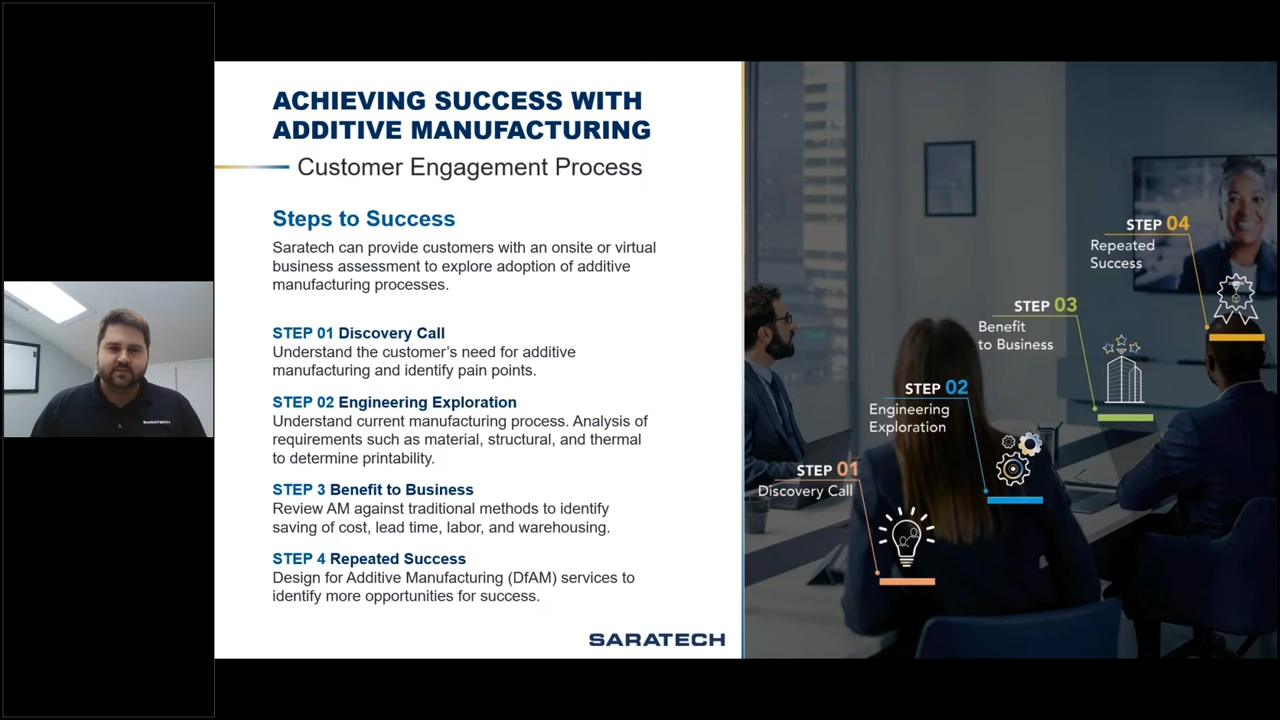 ACHIEVING SUCCESS WITH
ADDITIVE MANUFACTURING
Customer Engagement Process
Steps to Success
Saratech can provide customers with an onsite or virtual
business assessment to explore adoption of additive
manufacturing processes.
STEP 01 Discovery Call
Understand the customer's need for additive
manufacturing and identify pain points.
STEP 02 Engineering Exploration
Understand current manufacturing process. Analysis of
requirements such as material, structural, and thermal
to determine printability.
STEP 3 Benefit to Business
Review AM against traditional methods to identify
saving of cost, lead time, labor, and warehousing.
STEP 4 Repeated Success
Design for Additive Manufacturing (DfAM) services to
identify more opportunities for success.
SARATECH
STEP 01
Discovery Call
STEP 02
Engineering
Exploration
STEP 03
Benefit
to Business
STEP 04
Repeated
Success
SARATECH